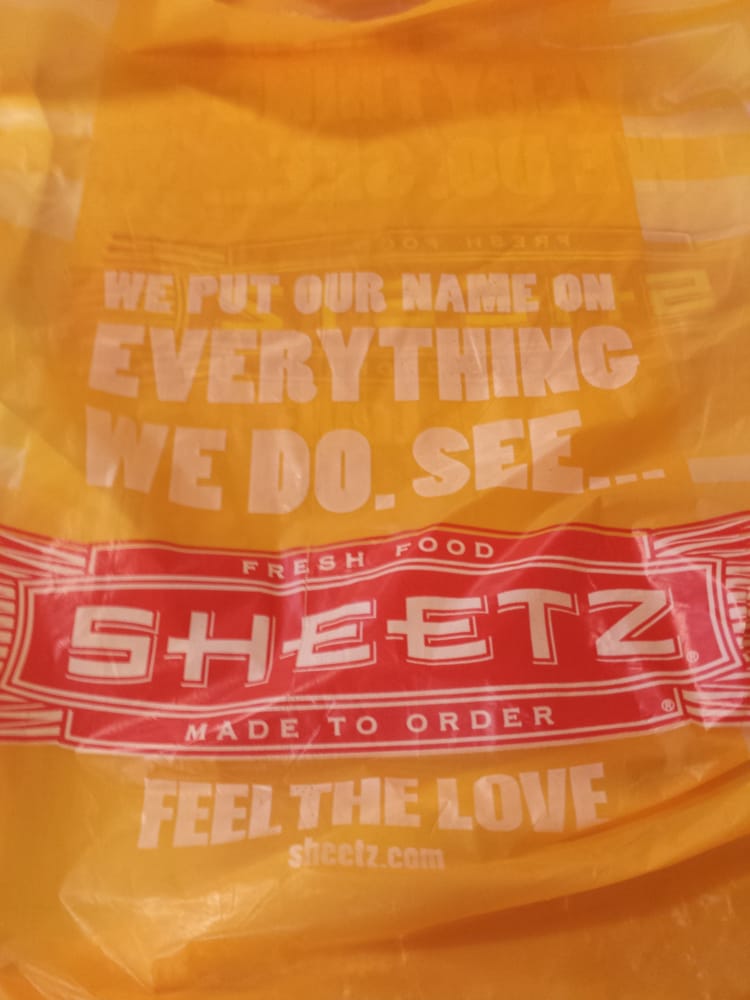 WE PUT OUR NAME ON
EVERYTHING
WE DO. SEE...
FRESH FOOD
SHEETZ®
MADE TO ORDER®
FEEL THE LOVE
sheetz.com